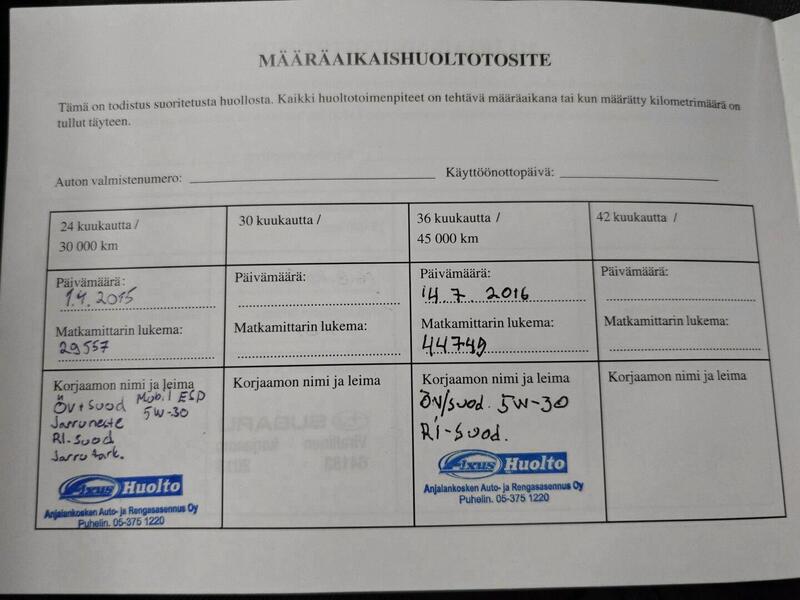 MÄÄRÄAIKAISHUOLTOTOSITE
Tämä on todistus suoritetusta huollosta. Kaikki huoltotoimenpiteet on tehtävä määräaikana tai kun määrätty kilometrimäärä on
tullut täyteen.
Auton valmistenumero:
Käyttöönottopäivä:
24 kuukautta /
30 000 km
30 kuukautta /
36 kuukautta /
45 000 km
42 kuukautta /
Päivämäärä:
1.4. 2015
Päivämäärä:
Päivämäärä:
14.7. 2016
Päivämäärä:
Matkamittarin lukema:
29557
Matkamittarin lukema:
Matkamittarin lukema:
44749
Matkamittarin lukema:
Korjaamon nimi ja leima
ÖV+suod Mobil ESP
5W-30
Jarruneste
RI-suod
Jarrutark.
Axus Huolto
Anjalankosken Auto- ja Rengasasennus Oy
Puhelin. 05-375 1220
Korjaamon nimi ja leima
Korjaamon nimi ja leima
ÖV/suod. 5W-30
RI-suod.
Axus Huolto
Anjalankosken Auto- ja Rengasasennus Oy
Puhelin. 05-375 1220
Korjaamon nimi ja leima